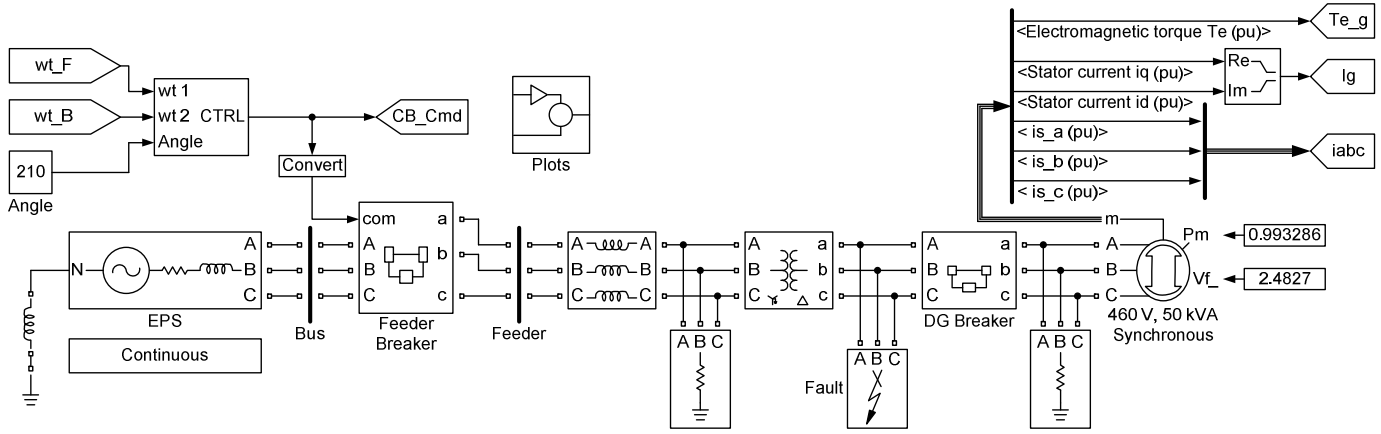 wt_F
wt_B
210
Angle
wt 1
wt 2 CTRL
Angle
CB_Cmd
Convert
Plots
<Electromagnetic torque Te (pu)>
<Stator current iq (pu)>
<Stator current id (pu)>
< is_a (pu)>
< is_b (pu)>
< is_c (pu)>
Re
Im
Te_g
Ig
iabc
N
A
B
C
EPS
Continuous
Bus
com a
A b
B
C c
Feeder
Breaker
Feeder
A A
B B
C C
A B C
A a
B b
C c
A B C
Fault
A a
B b
C c
DG Breaker
A B C
m
A
B
C
Pm
Vf_
0.993286
2.4827
460 V, 50 kVA
Synchronous